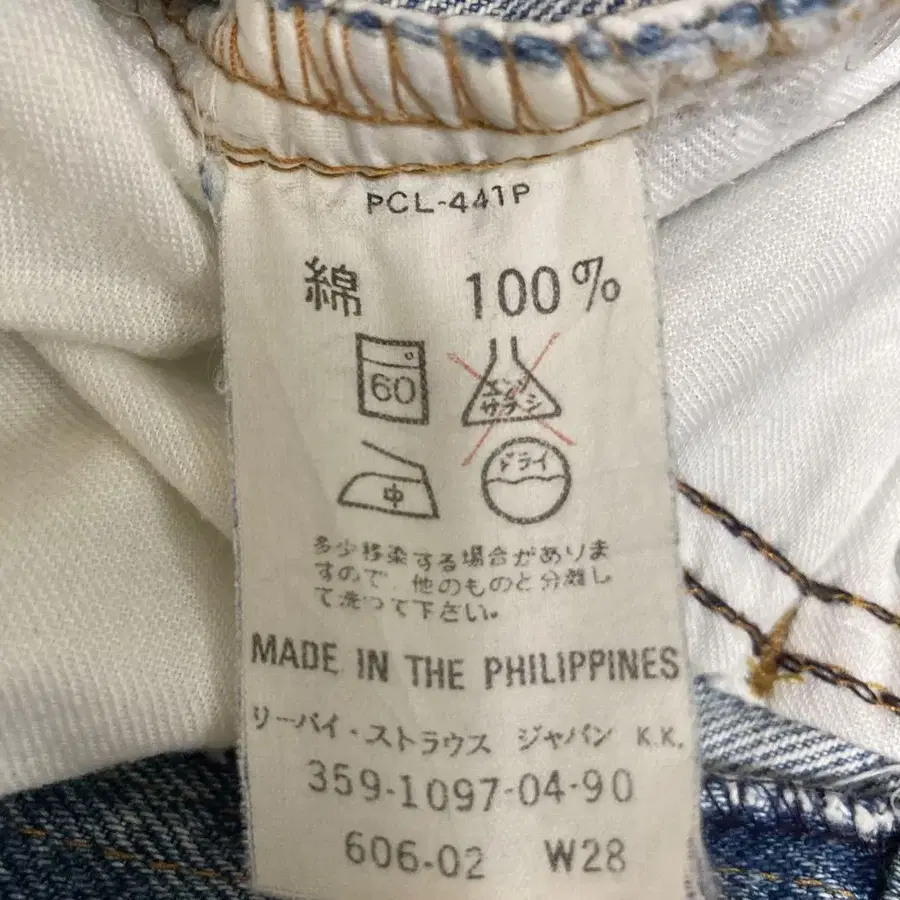 PCL-441P
綿 100%
60 エンソ
サラシ
中 ドライ
多少移染する場合がありま
すので、他のものと分離し
て洗って下さい。
MADE IN THE PHILIPPINES
リーバイ・ストラウス ジャパン K.K.
359-1097-04-90
606-02 W28